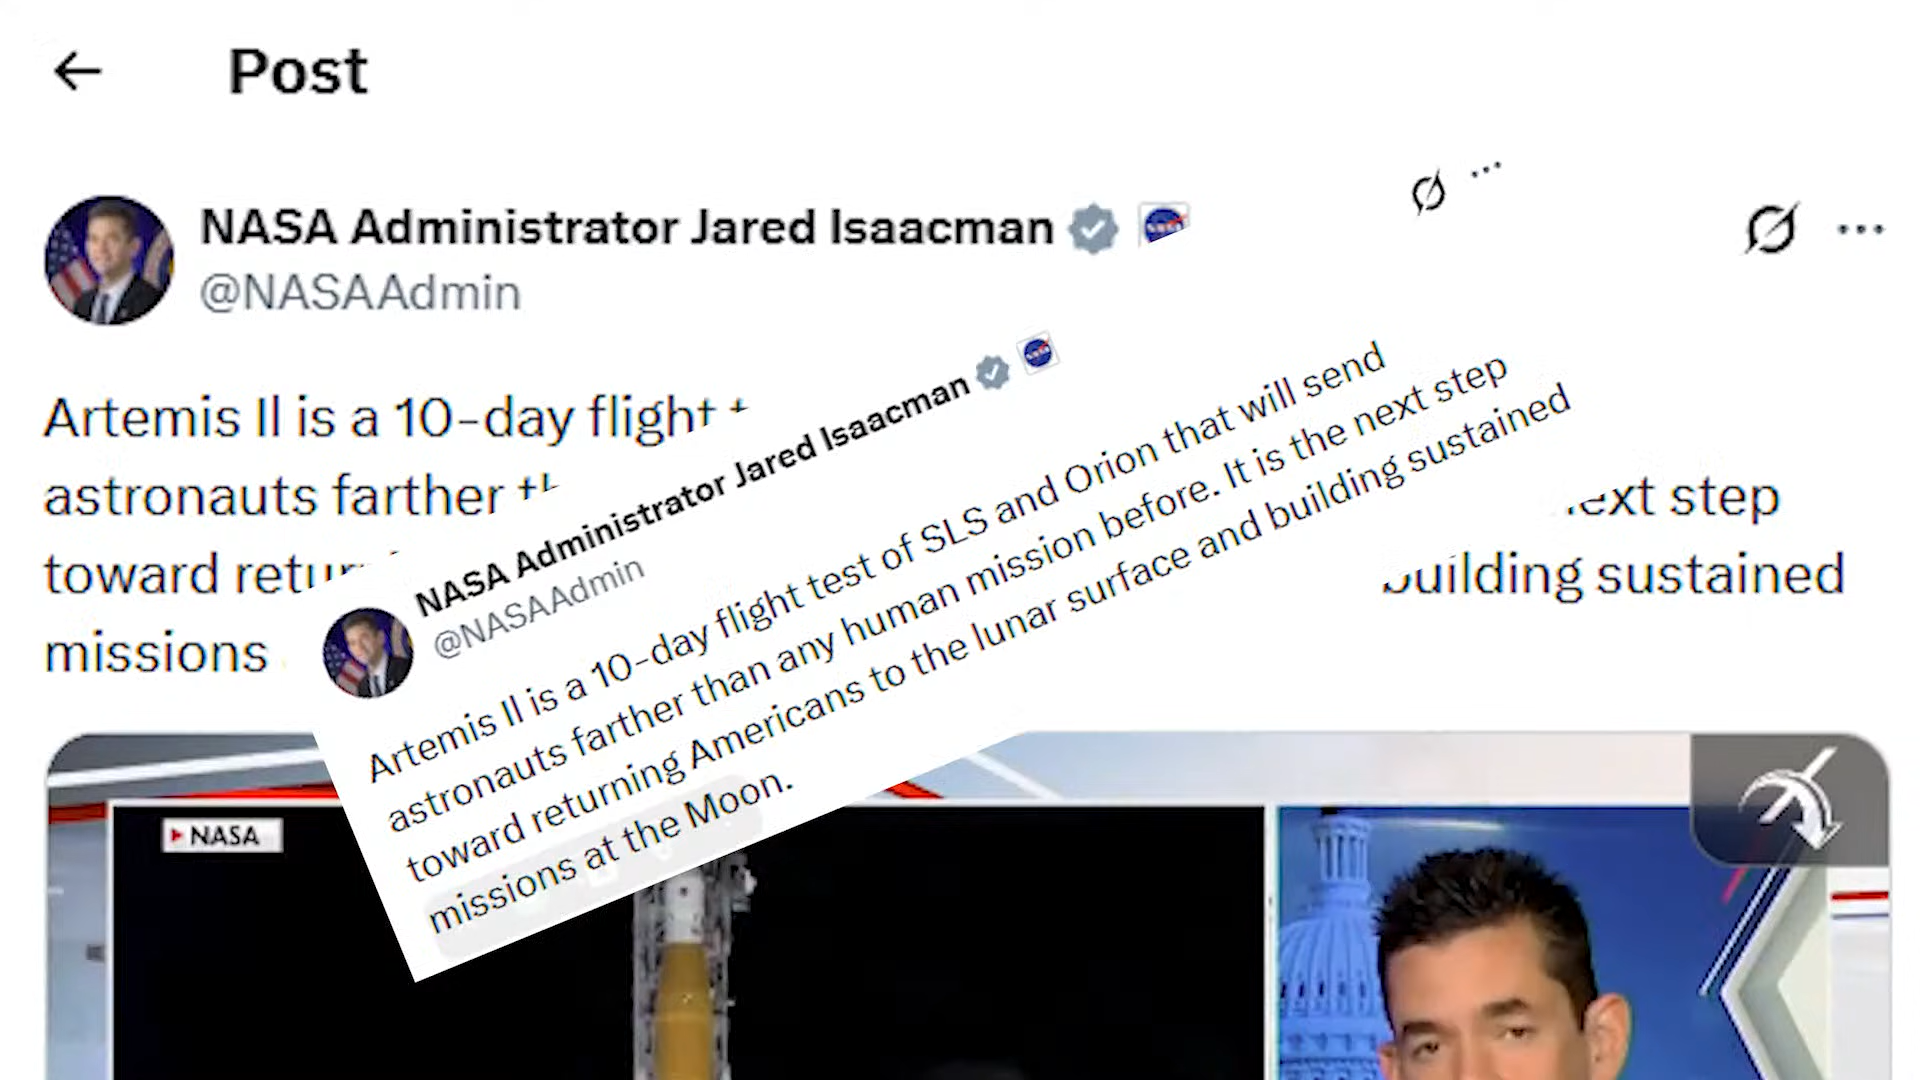 Post
NASA Administrator Jared Isaacman
@NASAAdmin
Artemis II is a 10-day flight
astronauts farther
toward
missions
next step
building sustained
NASA Administrator Jared Isaacman
@NASAAdmin
Artemis II is a 10-day flight test of SLS and Orion that will send
astronauts farther than any human mission before. It is the next step
toward returning Americans to the lunar surface and building sustained
missions at the Moon.
NASA